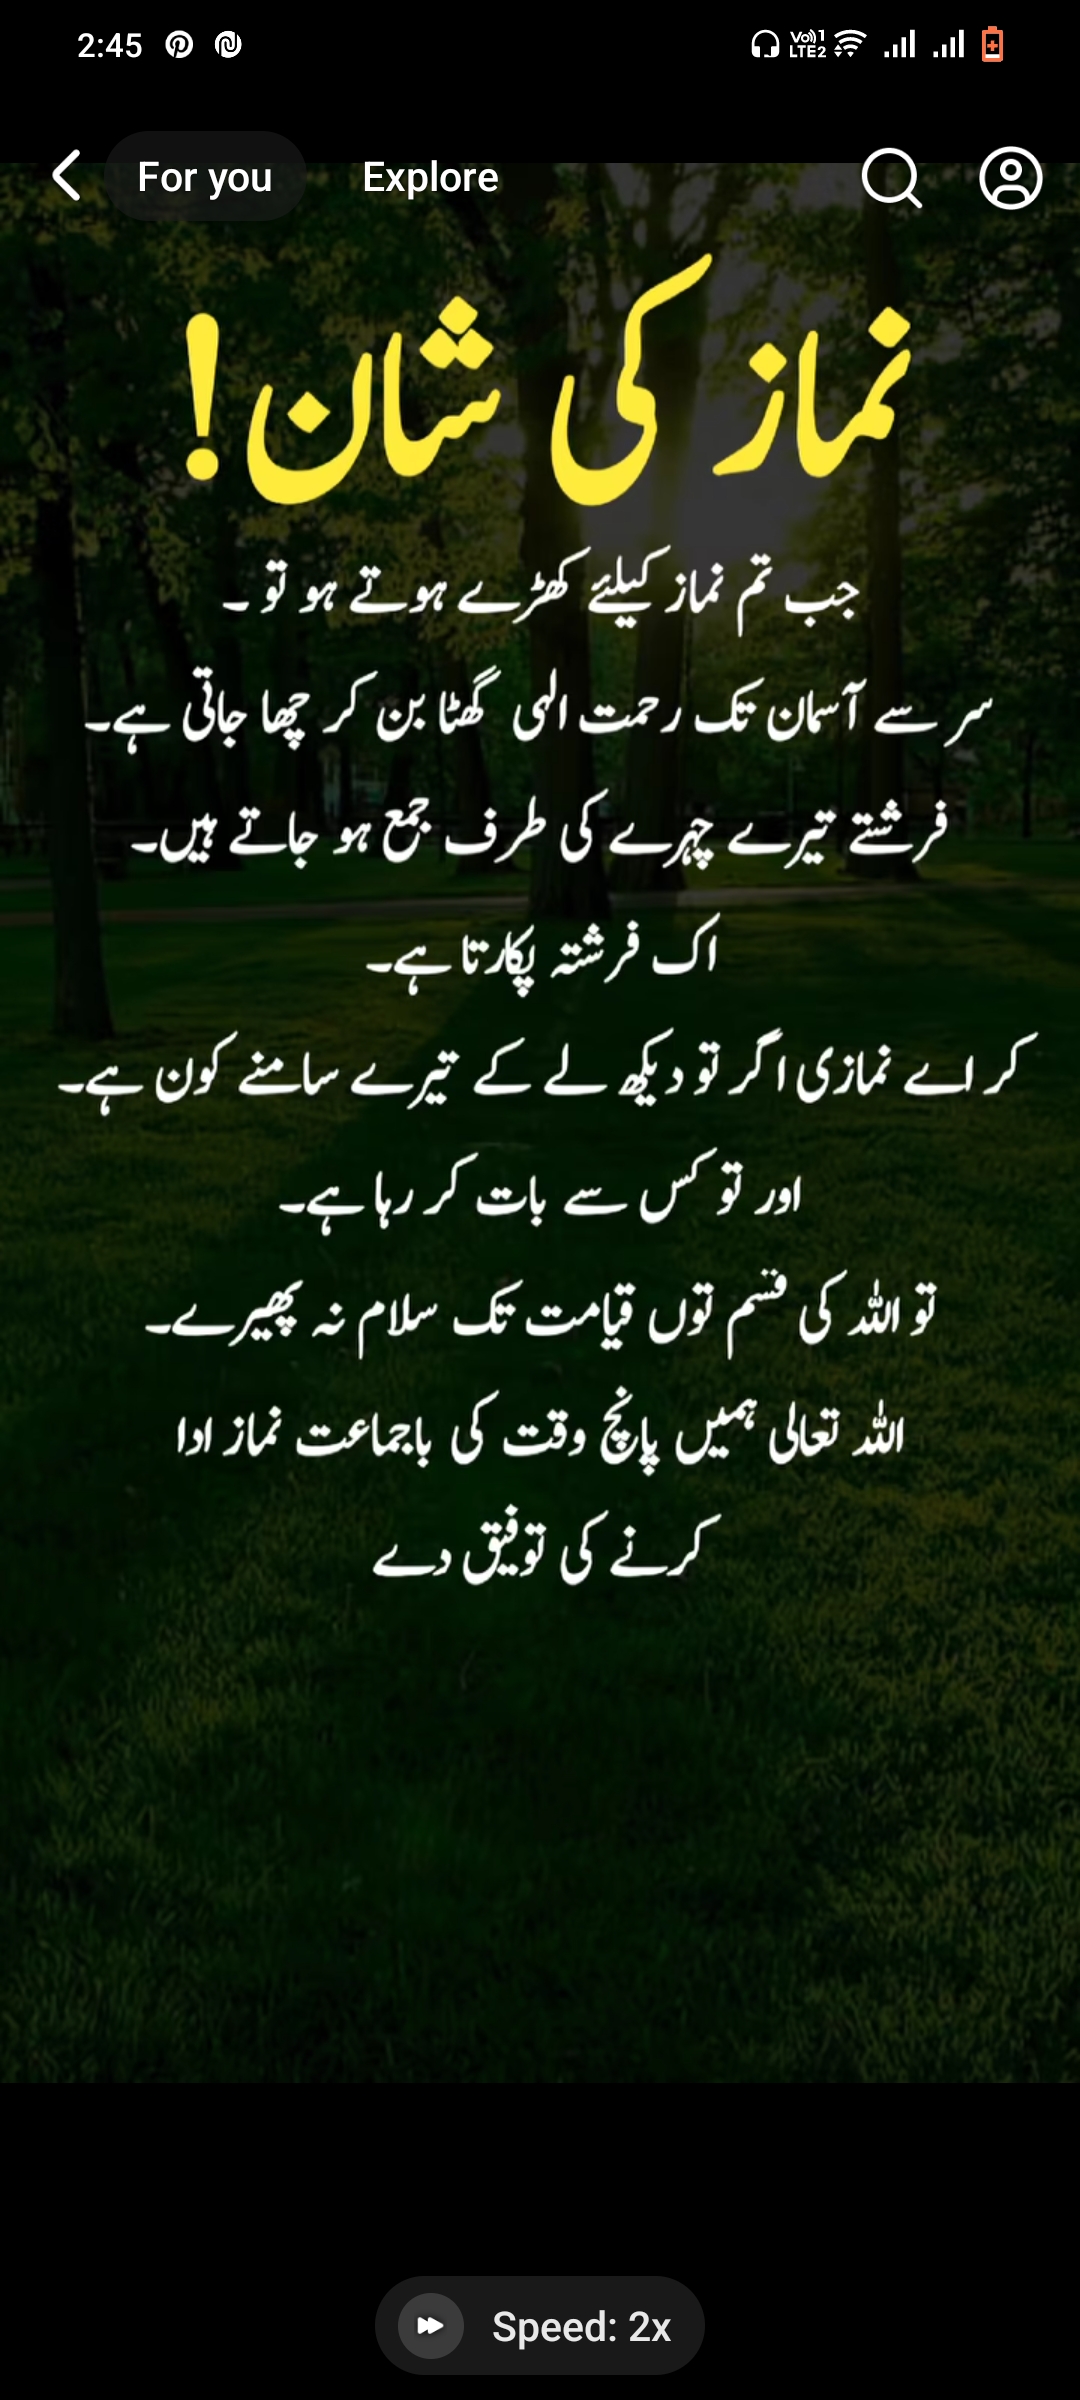 2:45
Vo)) 1
LTE2
For you
Explore
نماز کی شان!
جب تم نماز کیلئے کھڑے ہوتے ہو تو ۔
سر سے آسمان تک رحمت الہی گھٹا بن کر چھا جاتی ہے۔
فرشتے تیرے چہرے کی طرف جمع ہو جاتے ہیں۔
اک فرشتہ پکارتا ہے۔
کر اے نمازی اگر تو دیکھ لے کے تیرے سامنے کون ہے۔
اور تو کس سے بات کر رہا ہے۔
تو اللہ کی قسم توں قیامت تک سلام نہ پھیرے۔
اللہ تعالی ہمیں پانچ وقت کی باجماعت نماز ادا
کرنے کی توفیق دے
Speed: 2x